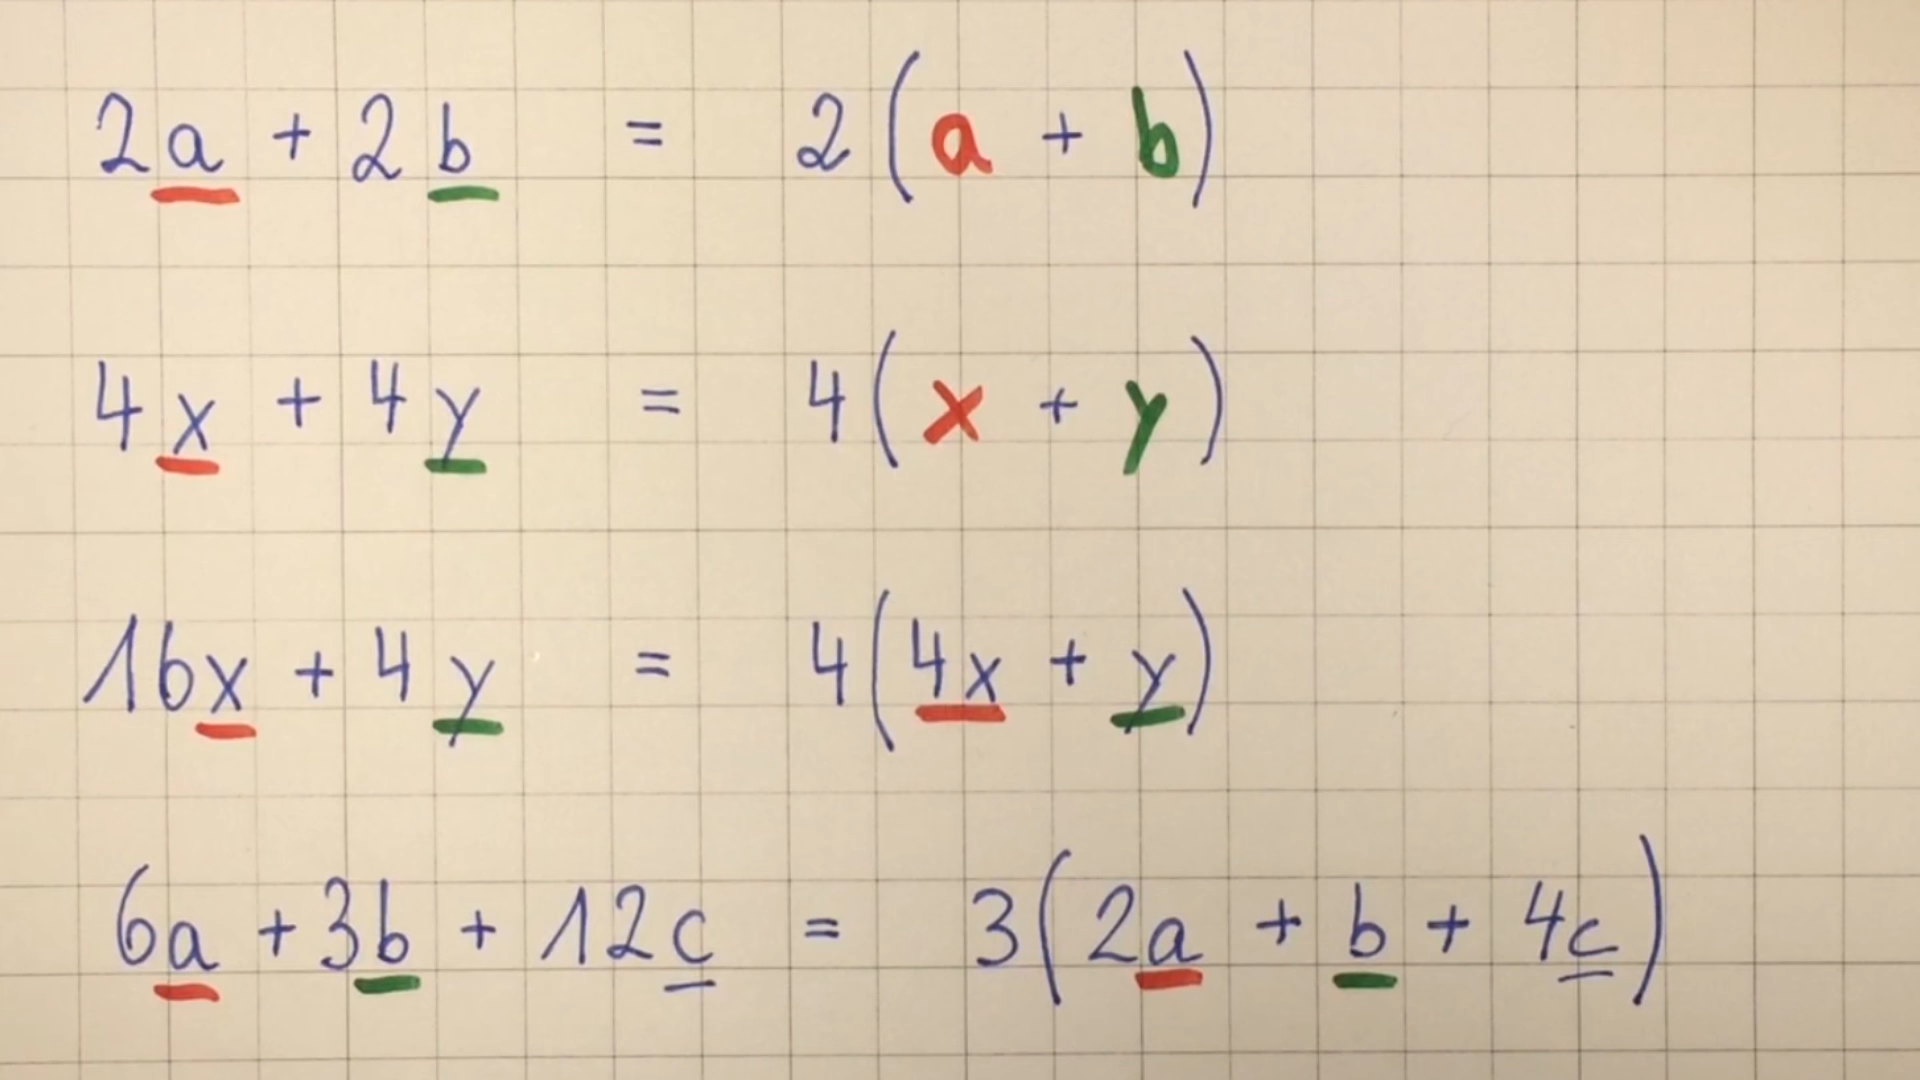 2a + 2b = 2(a + b)
4x + 4y = 4(x + y)
16x + 4y = 4(4x + y)
6a + 3b + 12c = 3(2a + b + 4c)